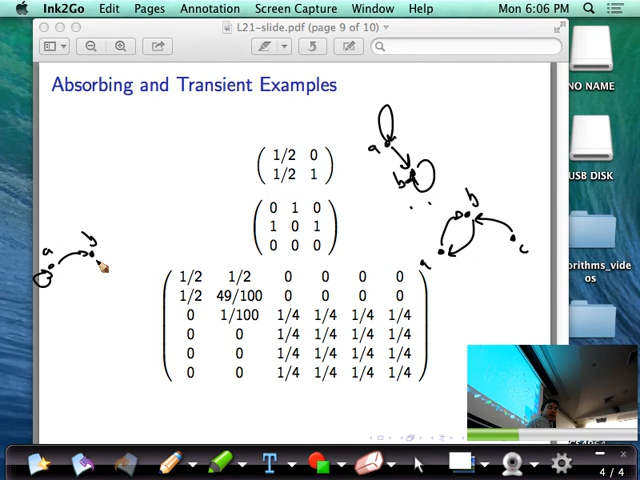 Ink2Go Edit Pages Annotation Screen Capture Window Help Mon 6:06 PM
L21-slide.pdf (page 9 of 10)
NO NAME
USB DISK
Absorbing and Transient Examples
1/2 0
1/2 1
0 1 0
1 0 1
0 0 0
1/2 1/2 0 0 0 0
1/2 49/100 0 0 0 0
0 1/100 1/4 1/4 1/4 1/4
0 0 1/4 1/4 1/4 1/4
0 0 1/4 1/4 1/4 1/4
0 0 1/4 1/4 1/4 1/4
a
b
a b
a b c
lgorithms_vide
os
T
4 / 4